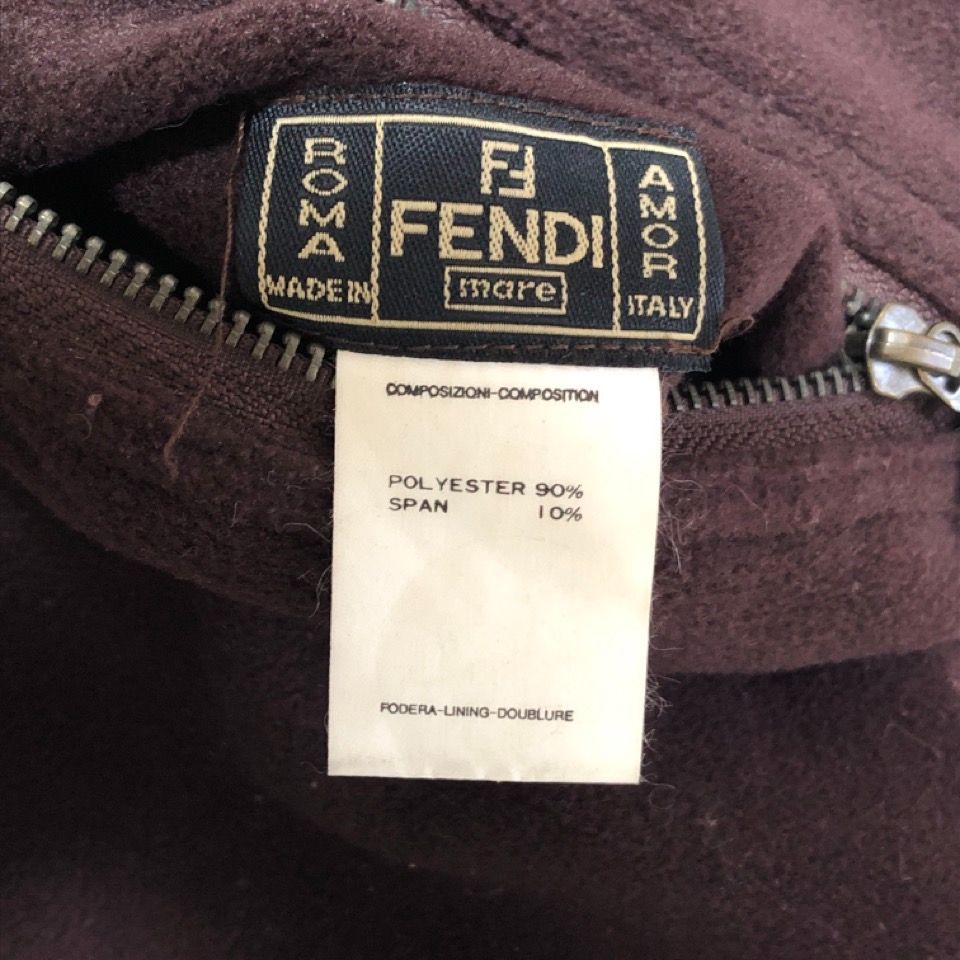 ROMA
MADE IN
FF
FENDI
mare
AMOR
ITALY
COMPOSIZIONI-COMPOSITION
POLYESTER 90%
SPAN 10%
FODERA-LINING-DOUBLURE